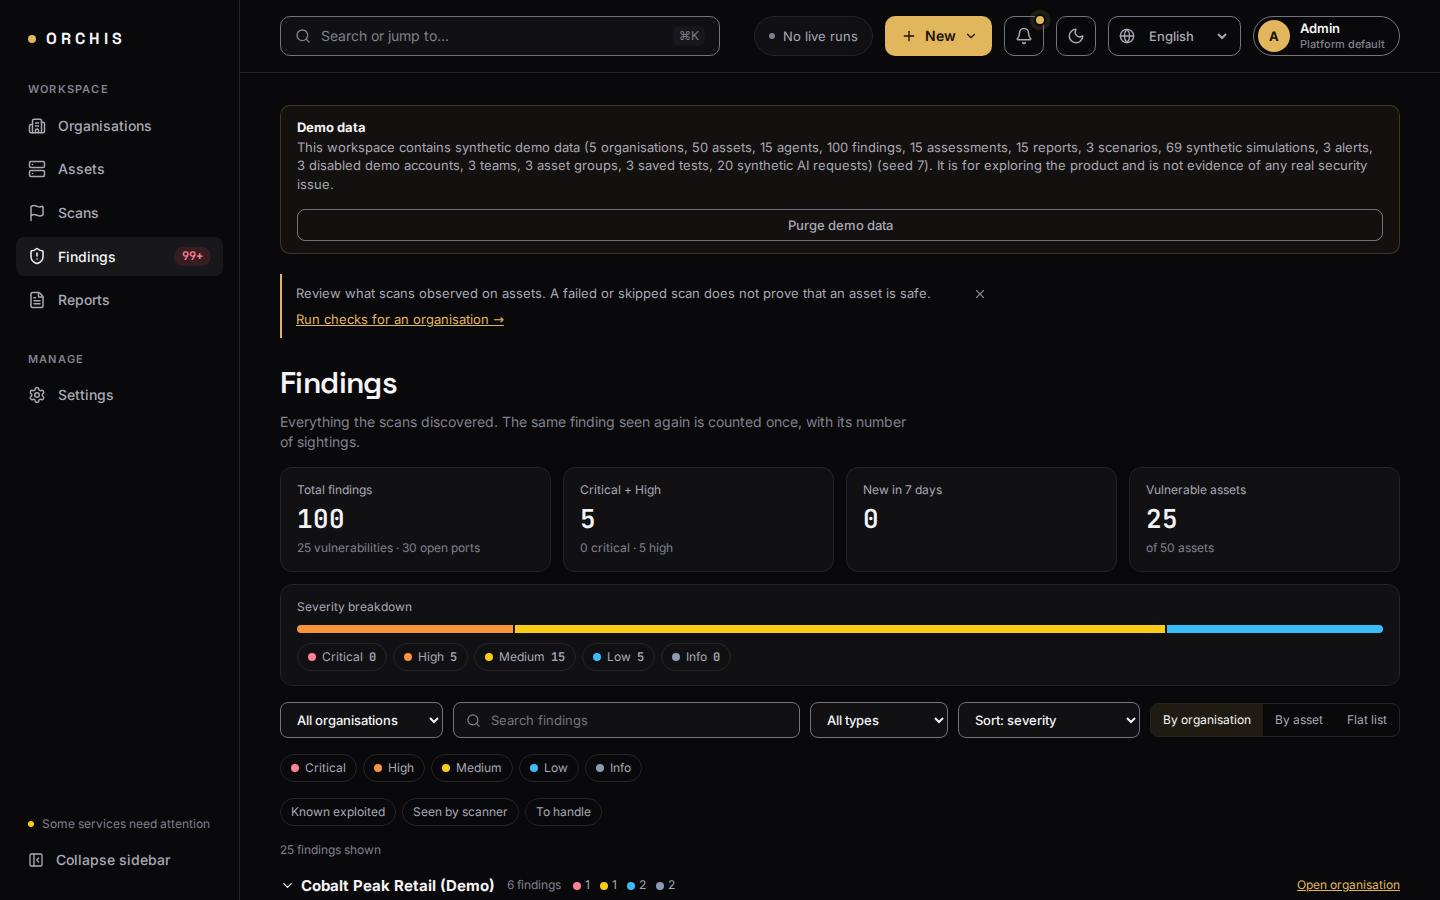 ORCHIS
Search or jump to...
⌘K
No live runs
New
English
A
Admin
Platform default
WORKSPACE
Organisations
Assets
Scans
Findings
99+
Reports
MANAGE
Settings
Some services need attention
Collapse sidebar
Demo data
This workspace contains synthetic demo data (5 organisations, 50 assets, 15 agents, 100 findings, 15 assessments, 15 reports, 3 scenarios, 69 synthetic simulations, 3 alerts,
3 disabled demo accounts, 3 teams, 3 asset groups, 3 saved tests, 20 synthetic AI requests) (seed 7). It is for exploring the product and is not evidence of any real security
issue.
Purge demo data
Review what scans observed on assets. A failed or skipped scan does not prove that an asset is safe.
Run checks for an organisation →
Findings
Everything the scans discovered. The same finding seen again is counted once, with its number
of sightings.
Total findings
100
25 vulnerabilities · 30 open ports
Critical + High
5
0 critical · 5 high
New in 7 days
0
Vulnerable assets
25
of 50 assets
Severity breakdown
Critical 0
High 5
Medium 15
Low 5
Info 0
All organisations
Search findings
All types
Sort: severity
By organisation
By asset
Flat list
Critical
High
Medium
Low
Info
Known exploited
Seen by scanner
To handle
25 findings shown
Cobalt Peak Retail (Demo)
6 findings
1
1
2
2
Open organisation